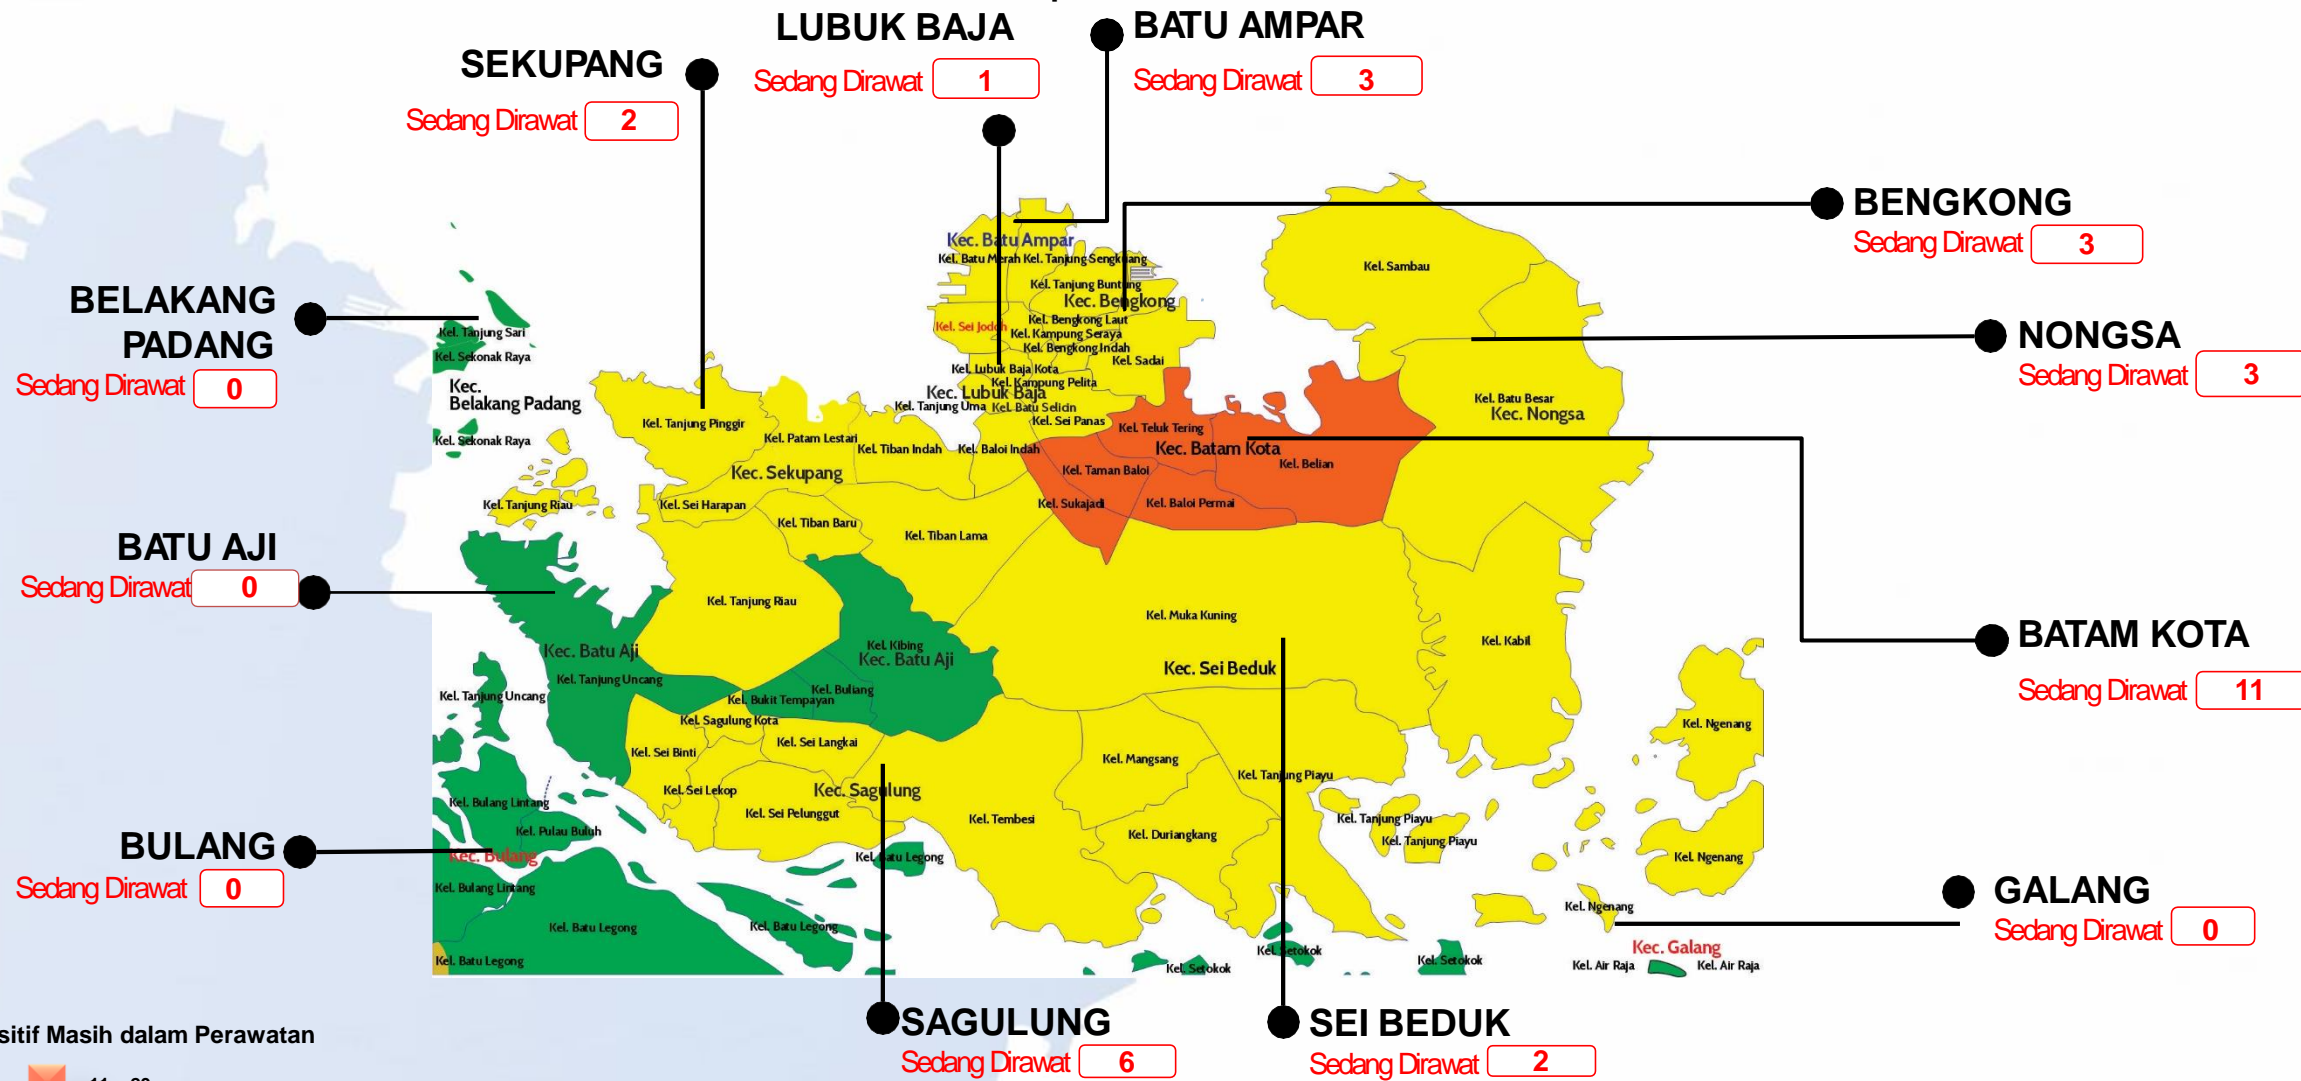 LUBUK BAJA
Sedang Dirawat 1
BATU AMPAR
Sedang Dirawat 3
SEKUPANG
Sedang Dirawat 2
BENGKONG
Sedang Dirawat 3
BELAKANG
PADANG
Sedang Dirawat 0
NONGSA
Sedang Dirawat 3
BATU AJI
Sedang Dirawat 0
BATAM KOTA
Sedang Dirawat 11
BULANG
Sedang Dirawat 0
GALANG
Sedang Dirawat 0
SAGULUNG
Sedang Dirawat 6
SEI BEDUK
Sedang Dirawat 2
Kec. Batu Ampar
Kel. Batu Merah Kel. Tanjung Sengkuang
Kel. Tanjung Buntung
Kec. Bengkong
Kel. Sei Jodoh
Kel. Bengkong Laut
Kel. Kampung Seraya
Kel. Bengkong Indah
Kel. Sadai
Kel. Lubuk Baja Kota
Kel. Kampung Pelita
Kec. Lubuk Baja
Kel. Tanjung Uma Kel. Batu Selicin
Kel. Sei Panas
Kel. Sambau
Kel. Batu Besar
Kec. Nongsa
Kel. Tanjung Sari
Kel. Sekonak Raya
Kec.
Belakang Padang
Kel. Sekonak Raya
Kel. Tanjung Pinggir
Kel. Patam Lestari
Kel. Tiban Indah
Kel. Baloi Indah
Kec. Sekupang
Kel. Teluk Tering
Kec. Batam Kota
Kel. Taman Baloi
Kel. Belian
Kel. Sukajadi
Kel. Baloi Permai
Kel. Tanjung Riau
Kel. Sei Harapan
Kel. Tiban Baru
Kel. Tiban Lama
Kel. Tanjung Riau
Kel. Muka Kuning
Kel. Kabil
Kec. Sei Beduk
Kel. Kibing
Kec. Batu Aji
Kec. Batu Aji
Kel. Tanjung Uncang
Kel. Tanjung Uncang
Kel. Buliang
Kel. Bukit Tempayan
Kel. Sagulung Kota
Kel. Sei Langkai
Kel. Sei Binti
Kel. Sei Lekop
Kec. Sagulung
Kel. Sei Pelunggut
Kel. Tembesi
Kel. Mangsang
Kel. Tanjung Piayu
Kel. Duriangkang
Kel. Tanjung Piayu
Kel. Tanjung Piayu
Kel. Ngenang
Kel. Ngenang
Kel. Ngenang
Kel. Bulang Lintang
Kel. Pulau Buluh
Kec. Bulang
Kel. Bulang Lintang
Kel. Batu Legong
Kel. Batu Legong
Kel. Batu Legong
Kel. Batu Legong
Kel. Setokok
Kel. Setokok
Kel. Setokok
Kec. Galang
Kel. Air Raja
Kel. Air Raja
sitif Masih dalam Perawatan